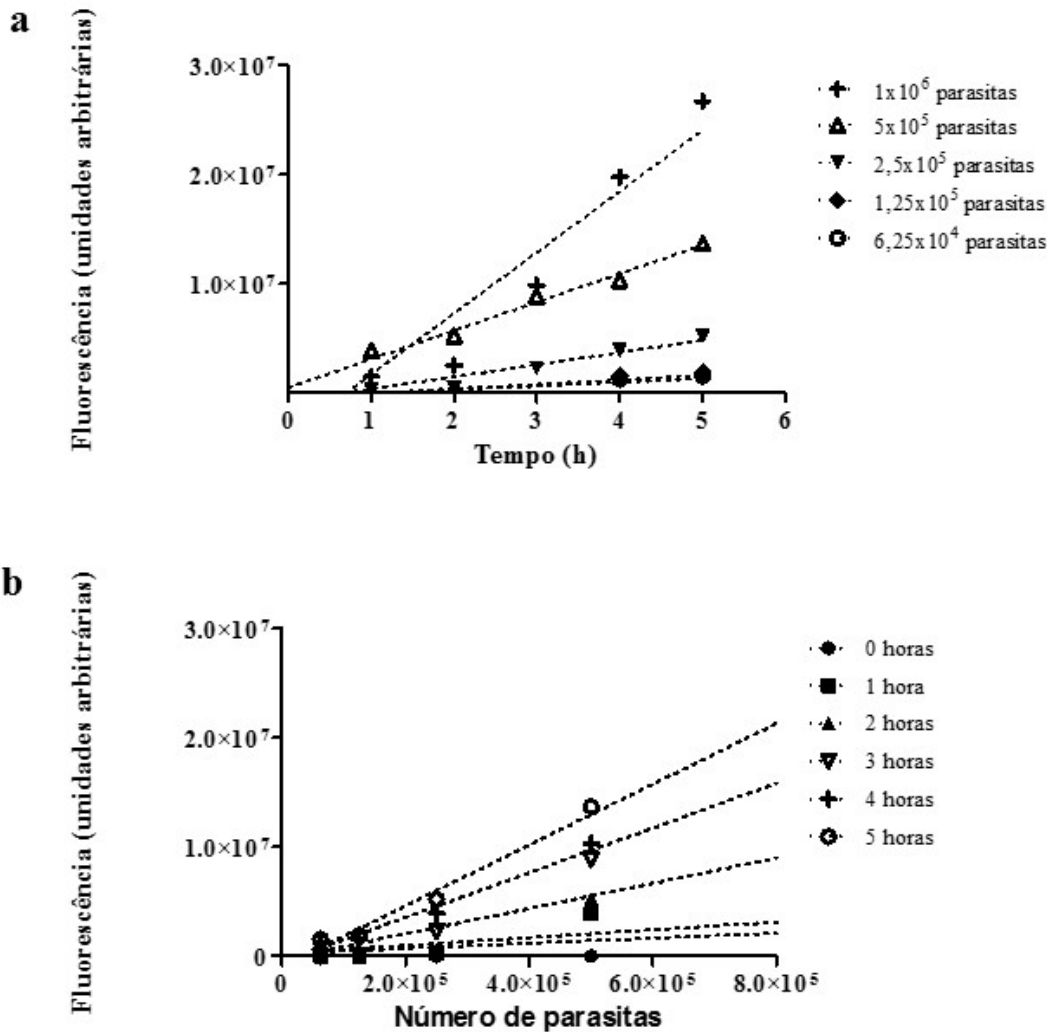 a
Fluorescência (unidades arbitrárias)
3.0×10⁷
2.0×10⁷
1.0×10⁷
0 1 2 3 4 5 6
Tempo (h)
1x10⁶ parasitas
5x10⁵ parasitas
2,5x10⁵ parasitas
1,25x10⁵ parasitas
6,25x10⁴ parasitas
b
Fluorescência (unidades arbitrárias)
3.0×10⁷
2.0×10⁷
1.0×10⁷
0
0 2.0×10⁵ 4.0×10⁵ 6.0×10⁵ 8.0×10⁵
Número de parasitas
0 horas
1 hora
2 horas
3 horas
4 horas
5 horas